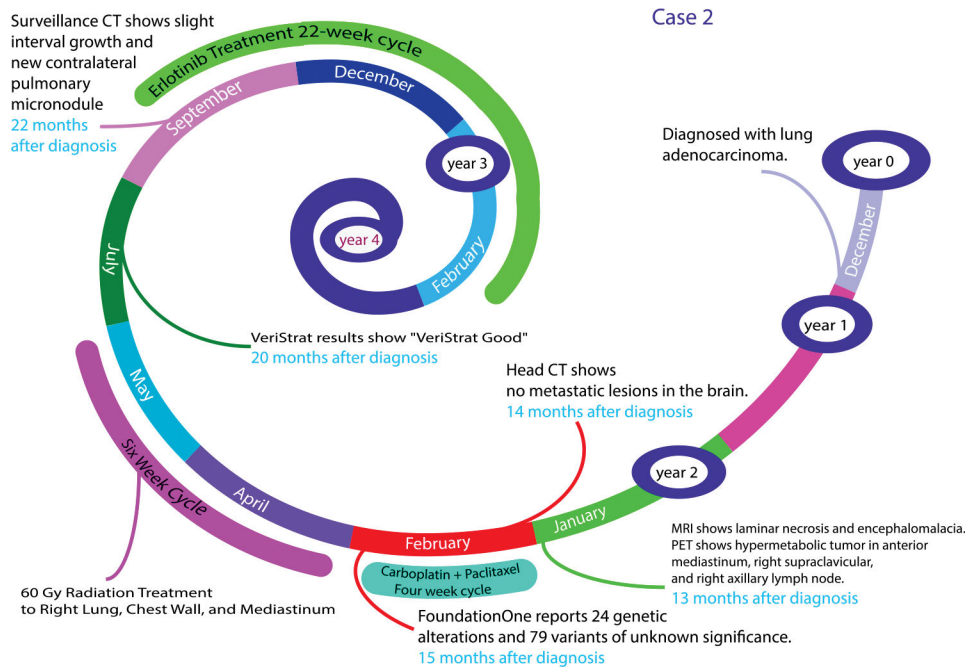 Case 2
Surveillance CT shows slight
interval growth and
new contralateral
pulmonary
micronodule
22 months
after diagnosis
Erlotinib Treatment 22-week cycle
December
September
year 3
year 4
February
July
VeriStrat results show "VeriStrat Good"
20 months after diagnosis
May
Six Week Cycle
April
60 Gy Radiation Treatment
to Right Lung, Chest Wall, and Mediastinum
Diagnosed with lung
adenocarcinoma.
year 0
December
year 1
Head CT shows
no metastatic lesions in the brain.
14 months after diagnosis
year 2
January
February
Carboplatin + Paclitaxel
Four week cycle
MRI shows laminar necrosis and encephalomalacia.
PET shows hypermetabolic tumor in anterior
mediastinum, right supraclavicular,
and right axillary lymph node.
13 months after diagnosis
FoundationOne reports 24 genetic
alterations and 79 variants of unknown significance.
15 months after diagnosis